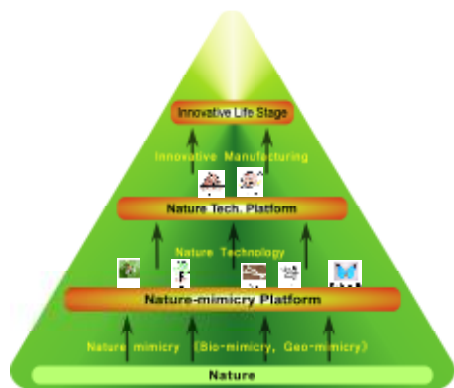 Innovative Life Stage
Innovative Manufacturing
Nature Tech. Platform
Nature Technology
Nature-mimicry Platform
Nature mimicry (Bio-mimicry, Geo-mimicry)
Nature